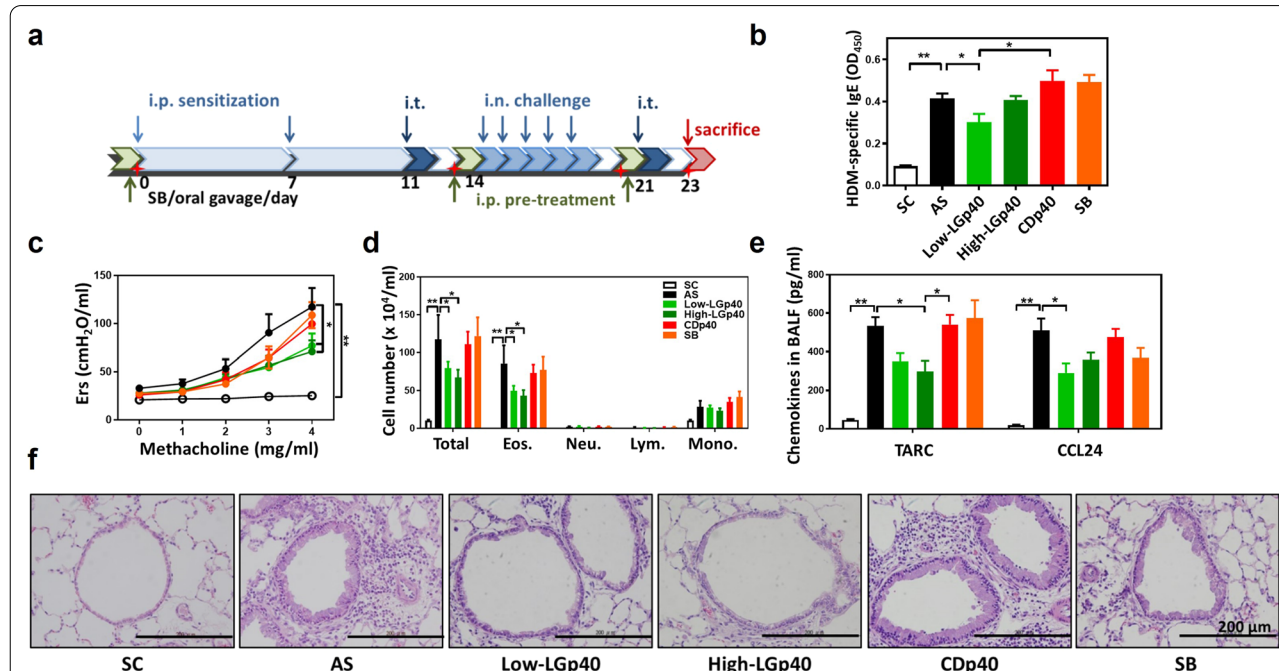 a
i.p. sensitization
i.t.
i.n. challenge
i.t.
sacrifice
0
7
11
14
21
23
SB/oral gavage/day
i.p. pre-treatment
b
HDM-specific IgE (OD450)
0.6
0.4
0.2
0.0
** * *
SC
AS
Low-LGp40
High-LGp40
CDp40
SB
c
Ers (cmH2O/ml)
150
100
50
0
* **
0 1 2 3 4
Methacholine (mg/ml)
d
Cell number (x 10^4/ml)
200
150
100
50
0
** * *
** * *
SC
AS
Low-LGp40
High-LGp40
CDp40
SB
Total Eos. Neu. Lym. Mono.
e
Chemokines in BALF (pg/ml)
800
600
400
200
0
** * *
** *
TARC CCL24
f
200 μm
SC AS Low-LGp40 High-LGp40 CDp40 SB